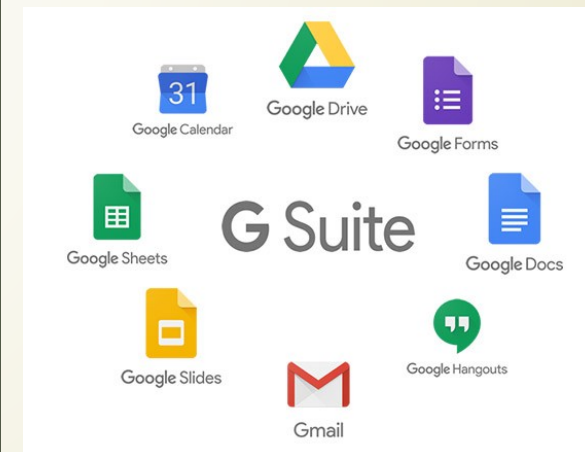 Google Drive
31
Google Calendar
Google Forms
G Suite
Google Sheets
Google Docs
Google Slides
Google Hangouts
Gmail